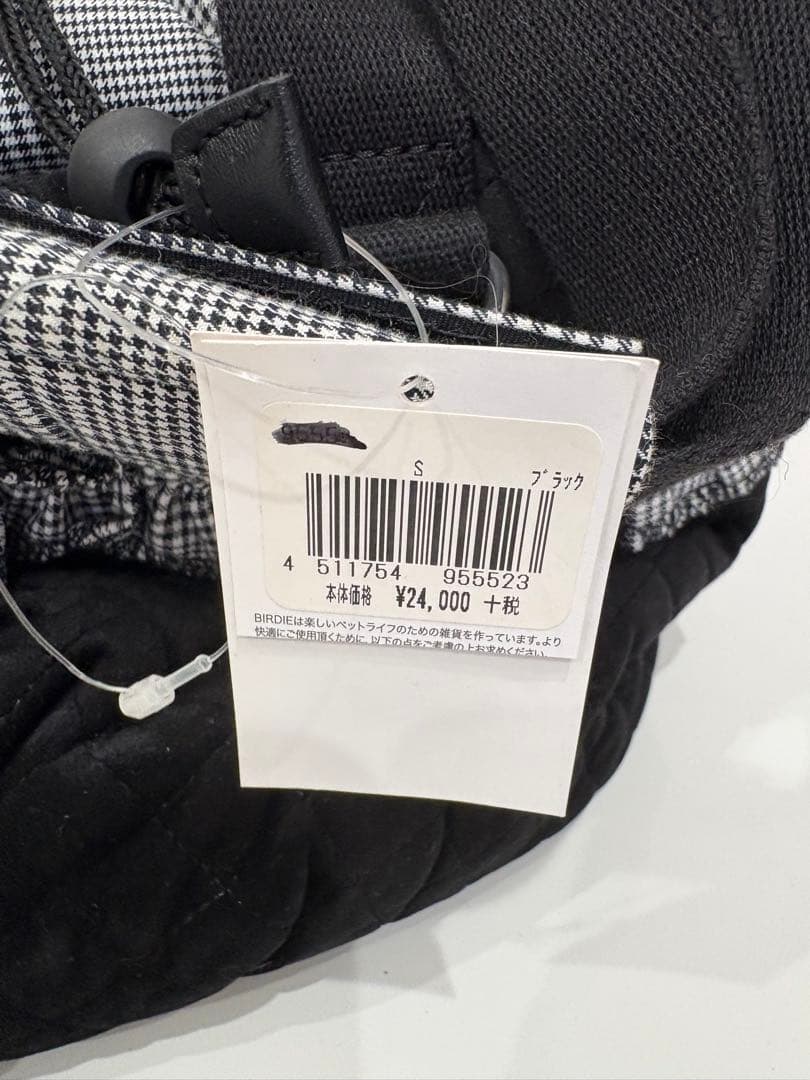 S ブラック
4 511754 955523
本体価格 ¥24,000 +税
BIRDIEは楽しいペットライフのための雑貨を作っています。より
快適にご使用頂くために、以下の点をご考慮の上お求めください。